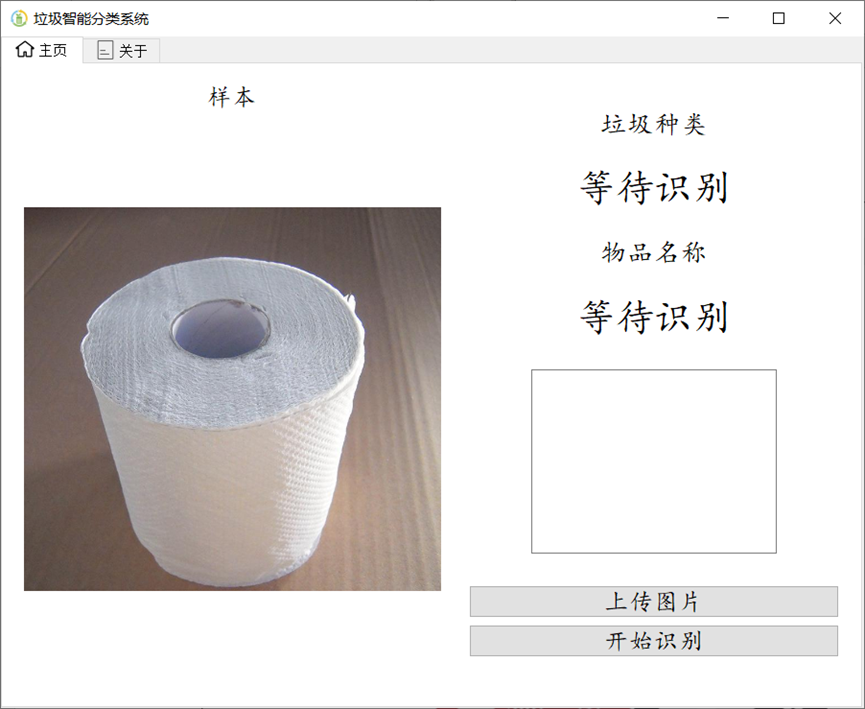 垃圾智能分类系统
主页 关于
样本
垃圾种类
等待识别
物品名称
等待识别
上传图片
开始识别